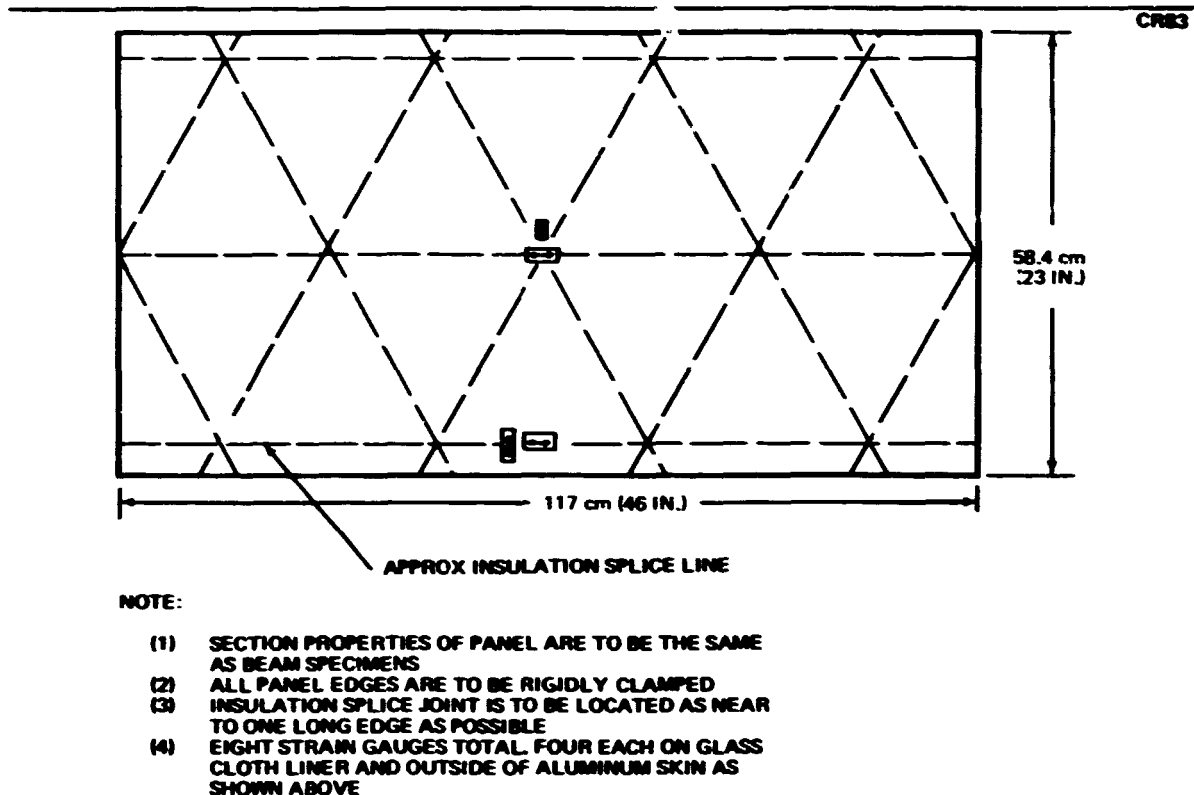 CR83
58.4 cm
(23 IN.)
117 cm (46 IN.)
APPROX INSULATION SPLICE LINE
NOTE:
(1) SECTION PROPERTIES OF PANEL ARE TO BE THE SAME
AS BEAM SPECIMENS
(2) ALL PANEL EDGES ARE TO BE RIGIDLY CLAMPED
(3) INSULATION SPLICE JOINT IS TO BE LOCATED AS NEAR
TO ONE LONG EDGE AS POSSIBLE
(4) EIGHT STRAIN GAUGES TOTAL. FOUR EACH ON GLASS
CLOTH LINER AND OUTSIDE OF ALUMINUM SKIN AS
SHOWN ABOVE